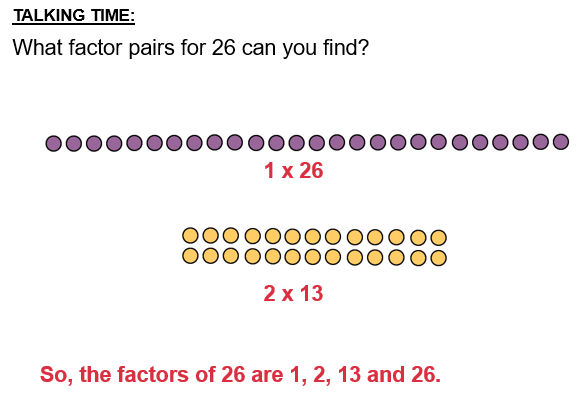 TALKING TIME:
What factor pairs for 26 can you find?
1 x 26
2 x 13
So, the factors of 26 are 1, 2, 13 and 26.